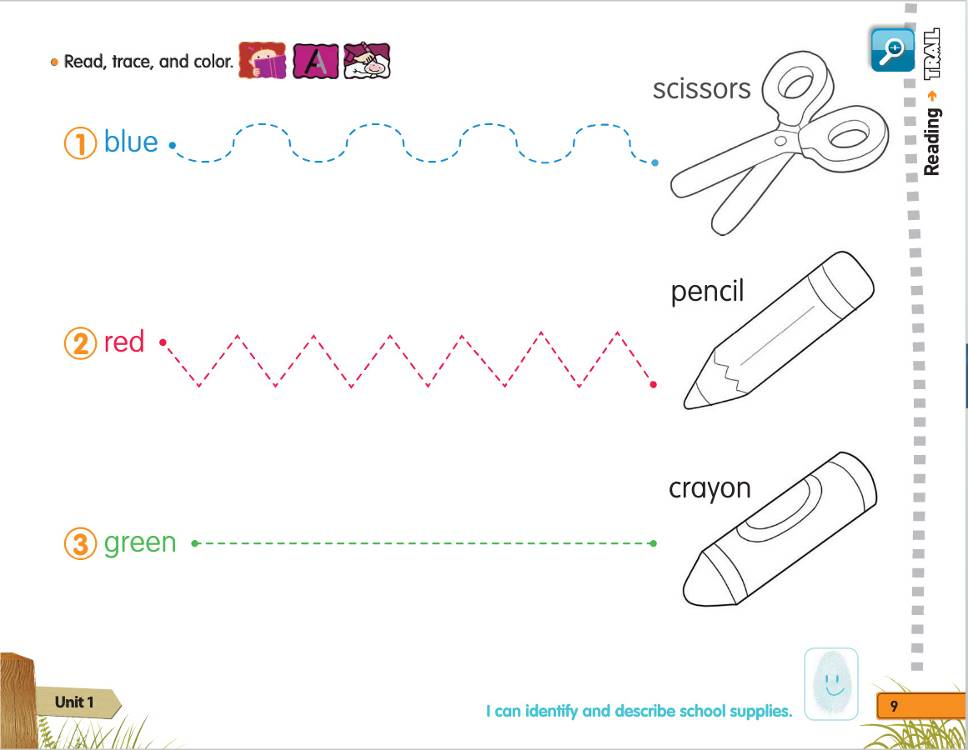 Read, trace, and color.
A
scissors
1 blue
pencil
2 red
crayon
3 green
Reading TRAIL
Unit 1
I can identify and describe school supplies.
9